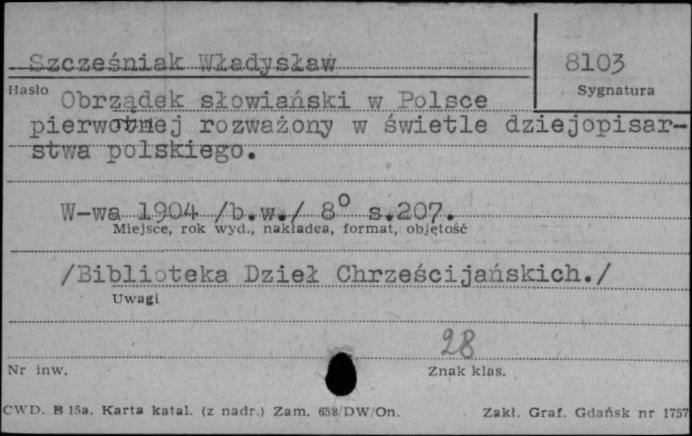 Szcześniak Władysław
8103
Hasło
Sygnatura
Obrządek słowiański w Polsce
pierwotnej rozważony w świetle dziejopisar-
stwa polskiego.
W-wa 1904 /b.w./ 8⁰ s.207.
Miejsce, rok wyd., nakładca, format, objętość
/Biblioteka Dzieł Chrześcijańskich./
Uwagi
28
Nr inw.
Znak klas.
CWD. B 15a. Karta katal. (z nadr.) Zam. 658/DW/On.
Zakł. Graf. Gdańsk nr 1757